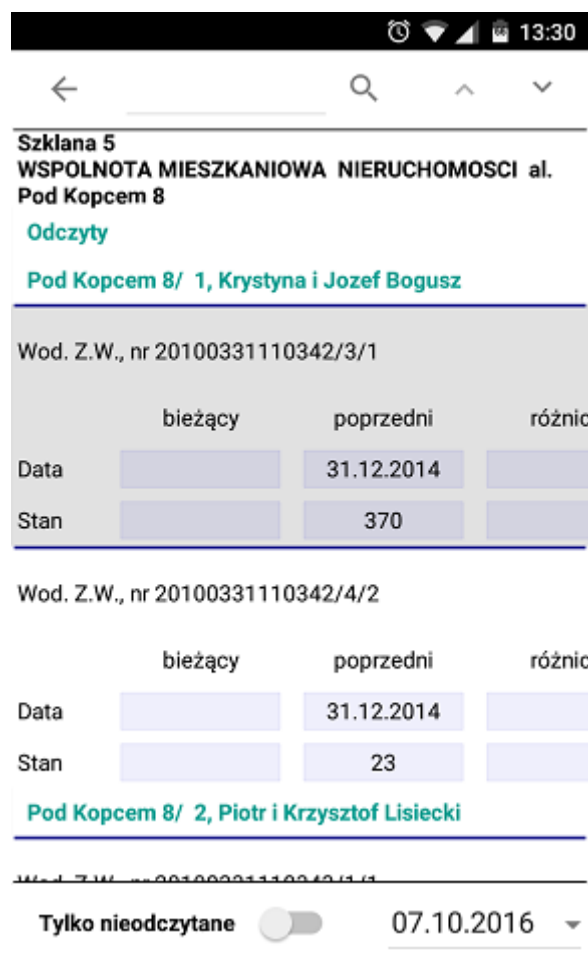 13:30
Szklana 5
WSPOLNOTA MIESZKANIOWA NIERUCHOMOSCI al.
Pod Kopcem 8
Odczyty
Pod Kopcem 8/ 1, Krystyna i Jozef Bogusz
Wod. Z.W., nr 20100331110342/3/1
bieżący poprzedni różnic
Data 31.12.2014
Stan 370
Wod. Z.W., nr 20100331110342/4/2
bieżący poprzedni różnic
Data 31.12.2014
Stan 23
Pod Kopcem 8/ 2, Piotr i Krzysztof Lisiecki
Tylko nieodczytane 07.10.2016